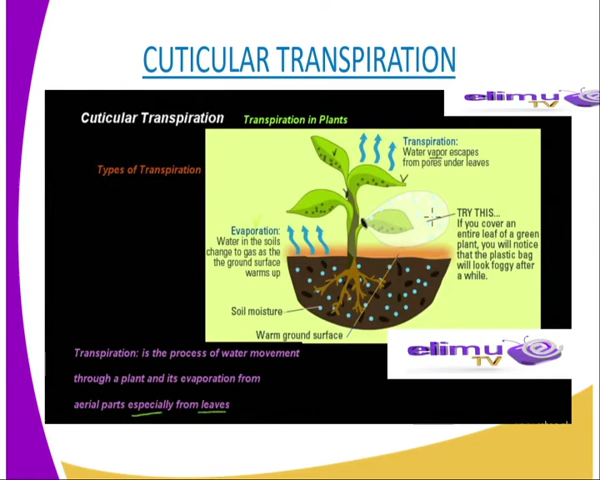 CUTICULAR TRANSPIRATION
elimu
TV
Cuticular Transpiration
Transpiration in Plants
Types of Transpiration
Transpiration:
Water vapor escapes
from pores under leaves
TRY THIS...
If you cover an
entire leaf of a green
plant, you will notice
that the plastic bag
will look foggy after
a while.
Evaporation:
Water in the soils
change to gas as the
the ground surface
warms up
Soil moisture
Warm ground surface
elimu
TV
Transpiration: is the process of water movement
through a plant and its evaporation from
aerial parts especially from leaves